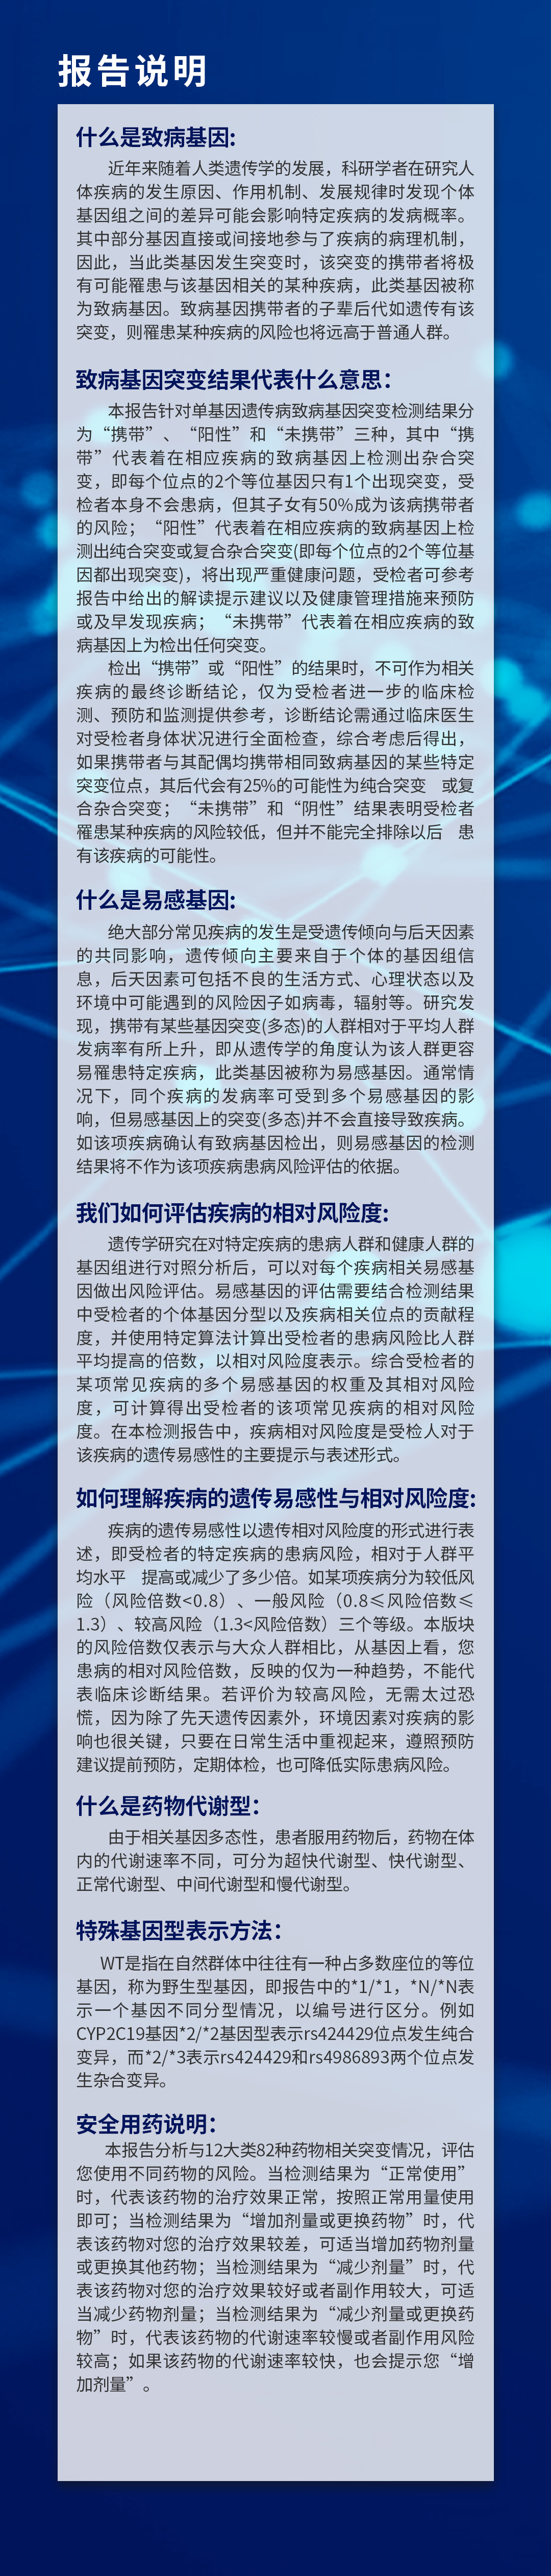 报告说明
什么是致病基因:
近年来随着人类遗传学的发展，科研学者在研究人
体疾病的发生原因、作用机制、发展规律时发现个体
基因组之间的差异可能会影响特定疾病的发病概率。
其中部分基因直接或间接地参与了疾病的病理机制，
因此，当此类基因发生突变时，该突变的携带者将极
有可能罹患与该基因相关的某种疾病，此类基因被称
为致病基因。致病基因携带者的子辈后代如遗传有该
突变，则罹患某种疾病的风险也将远高于普通人群。
致病基因突变结果代表什么意思：
本报告针对单基因遗传病致病基因突变检测结果分
为“携带”、“阳性”和“未携带”三种，其中“携
带”代表着在相应疾病的致病基因上检测出杂合突
变，即每个位点的2个等位基因只有1个出现突变，受
检者本身不会患病，但其子女有50%成为该病携带者
的风险；“阳性”代表着在相应疾病的致病基因上检
测出纯合突变或复合杂合突变(即每个位点的2个等位基
因都出现突变)，将出现严重健康问题，受检者可参考
报告中给出的解读提示建议以及健康管理措施来预防
或及早发现疾病；“未携带”代表着在相应疾病的致
病基因上为检出任何突变。
检出“携带”或“阳性”的结果时，不可作为相关
疾病的最终诊断结论，仅为受检者进一步的临床检
测、预防和监测提供参考，诊断结论需通过临床医生
对受检者身体状况进行全面检查，综合考虑后得出，
如果携带者与其配偶均携带相同致病基因的某些特定
突变位点，其后代会有25%的可能性为纯合突变 或复
合杂合突变；“未携带”和“阴性”结果表明受检者
罹患某种疾病的风险较低，但并不能完全排除以后 患
有该疾病的可能性。
什么是易感基因:
绝大部分常见疾病的发生是受遗传倾向与后天因素
的共同影响，遗传倾向主要来自于个体的基因组信
息，后天因素可包括不良的生活方式、心理状态以及
环境中可能遇到的风险因子如病毒，辐射等。研究发
现，携带有某些基因突变(多态)的人群相对于平均人群
发病率有所上升，即从遗传学的角度认为该人群更容
易罹患特定疾病，此类基因被称为易感基因。通常情
况下，同个疾病的发病率可受到多个易感基因的影
响，但易感基因上的突变(多态)并不会直接导致疾病。
如该项疾病确认有致病基因检出，则易感基因的检测
结果将不作为该项疾病患病风险评估的依据。
我们如何评估疾病的相对风险度:
遗传学研究在对特定疾病的患病人群和健康人群的
基因组进行对照分析后，可以对每个疾病相关易感基
因做出风险评估。易感基因的评估需要结合检测结果
中受检者的个体基因分型以及疾病相关位点的贡献程
度，并使用特定算法计算出受检者的患病风险比人群
平均提高的倍数，以相对风险度表示。综合受检者的
某项常见疾病的多个易感基因的权重及其相对风险
度，可计算得出受检者的该项常见疾病的相对风险
度。在本检测报告中，疾病相对风险度是受检人对于
该疾病的遗传易感性的主要提示与表述形式。
如何理解疾病的遗传易感性与相对风险度:
疾病的遗传易感性以遗传相对风险度的形式进行表
述，即受检者的特定疾病的患病风险，相对于人群平
均水平 提高或减少了多少倍。如某项疾病分为较低风
险（风险倍数<0.8）、一般风险（0.8≤风险倍数≤
1.3）、较高风险（1.3<风险倍数）三个等级。本版块
的风险倍数仅表示与大众人群相比，从基因上看，您
患病的相对风险倍数，反映的仅为一种趋势，不能代
表临床诊断结果。若评价为较高风险，无需太过恐
慌，因为除了先天遗传因素外，环境因素对疾病的影
响也很关键，只要在日常生活中重视起来，遵照预防
建议提前预防，定期体检，也可降低实际患病风险。
什么是药物代谢型：
由于相关基因多态性，患者服用药物后，药物在体
内的代谢速率不同，可分为超快代谢型、快代谢型、
正常代谢型、中间代谢型和慢代谢型。
特殊基因型表示方法：
WT是指在自然群体中往往有一种占多数座位的等位
基因，称为野生型基因，即报告中的*1/*1，*N/*N表
示一个基因不同分型情况，以编号进行区分。例如
CYP2C19基因*2/*2基因型表示rs424429位点发生纯合
变异，而*2/*3表示rs424429和rs4986893两个位点发
生杂合变异。
安全用药说明：
本报告分析与12大类82种药物相关突变情况，评估
您使用不同药物的风险。当检测结果为“正常使用”
时，代表该药物的治疗效果正常，按照正常用量使用
即可；当检测结果为“增加剂量或更换药物”时，代
表该药物对您的治疗效果较差，可适当增加药物剂量
或更换其他药物；当检测结果为“减少剂量”时，代
表该药物对您的治疗效果较好或者副作用较大，可适
当减少药物剂量；当检测结果为“减少剂量或更换药
物”时，代表该药物的代谢速率较慢或者副作用风险
较高；如果该药物的代谢速率较快，也会提示您“增
加剂量”。